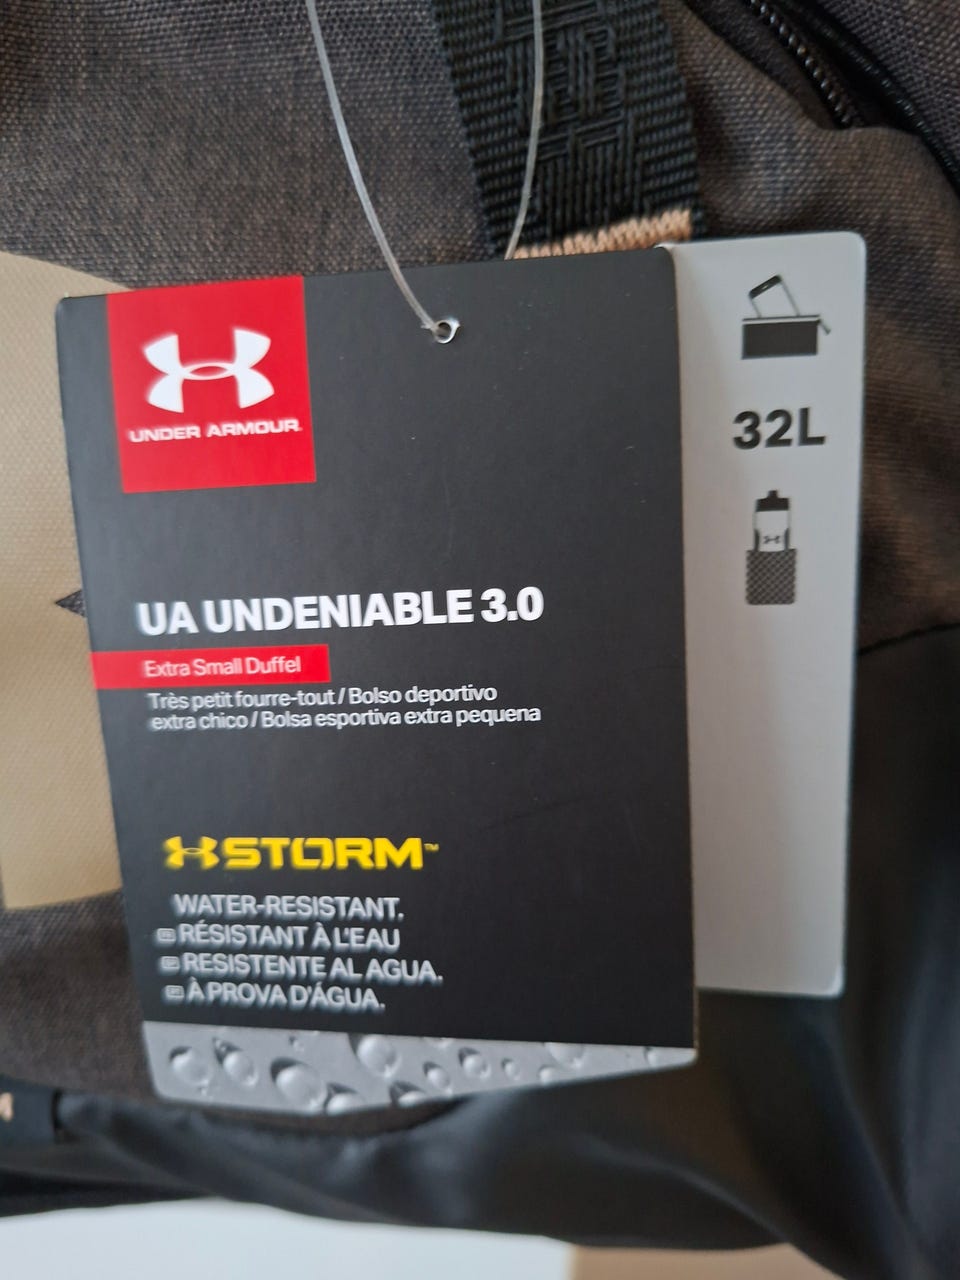 UNDER ARMOUR
32L
UA UNDENIABLE 3.0
Extra Small Duffel
Très petit fourre-tout / Bolso deportivo
extra chico / Bolsa esportiva extra pequena
STORM™
WATER-RESISTANT.
RÉSISTANT À L'EAU
RESISTENTE AL AGUA.
À PROVA D'ÁGUA.